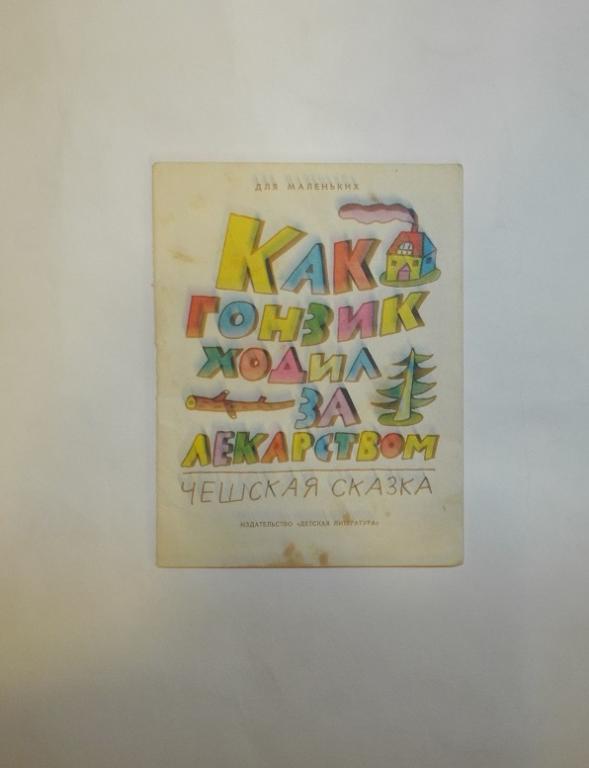 ДЛЯ МАЛЕНЬКИХ
КАК
ГОНЗИК
ХОДИЛ
ЗА
ЛЕКАРСТВОМ
ЧЕШСКАЯ СКАЗКА
ИЗДАТЕЛЬСТВО «ДЕТСКАЯ ЛИТЕРАТУРА»